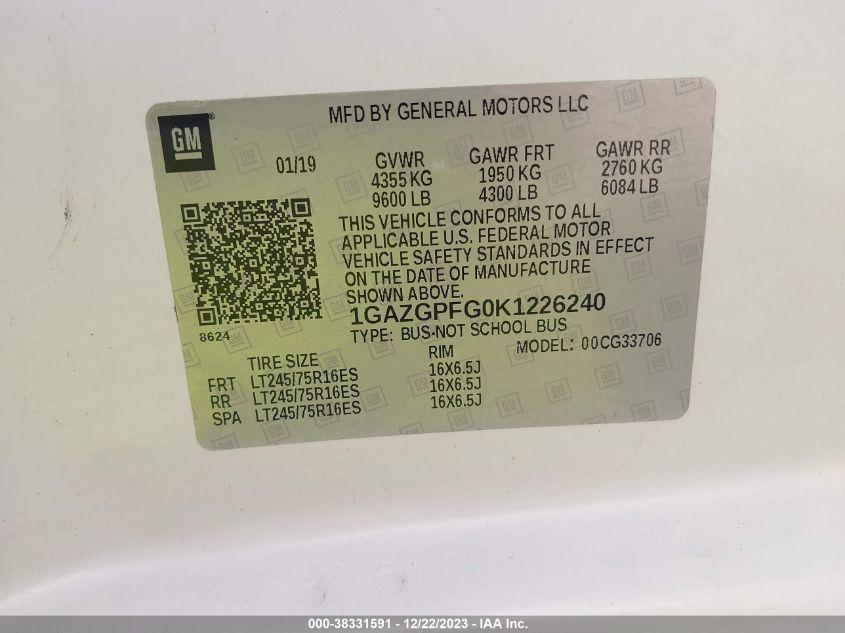 MFD BY GENERAL MOTORS LLC
GM
01/19
GVWR GAWR FRT GAWR RR
4355 KG 1950 KG 2760 KG
9600 LB 4300 LB 6084 LB
THIS VEHICLE CONFORMS TO ALL
APPLICABLE U.S. FEDERAL MOTOR
VEHICLE SAFETY STANDARDS IN EFFECT
ON THE DATE OF MANUFACTURE
SHOWN ABOVE.
1GAZGPFG0K1226240
8624
TYPE: BUS-NOT SCHOOL BUS
MODEL: 00CG33706
TIRE SIZE RIM
FRT LT245/75R16ES 16X6.5J
RR LT245/75R16ES 16X6.5J
SPA LT245/75R16ES 16X6.5J
000-38331591 - 12/22/2023 - IAA Inc.